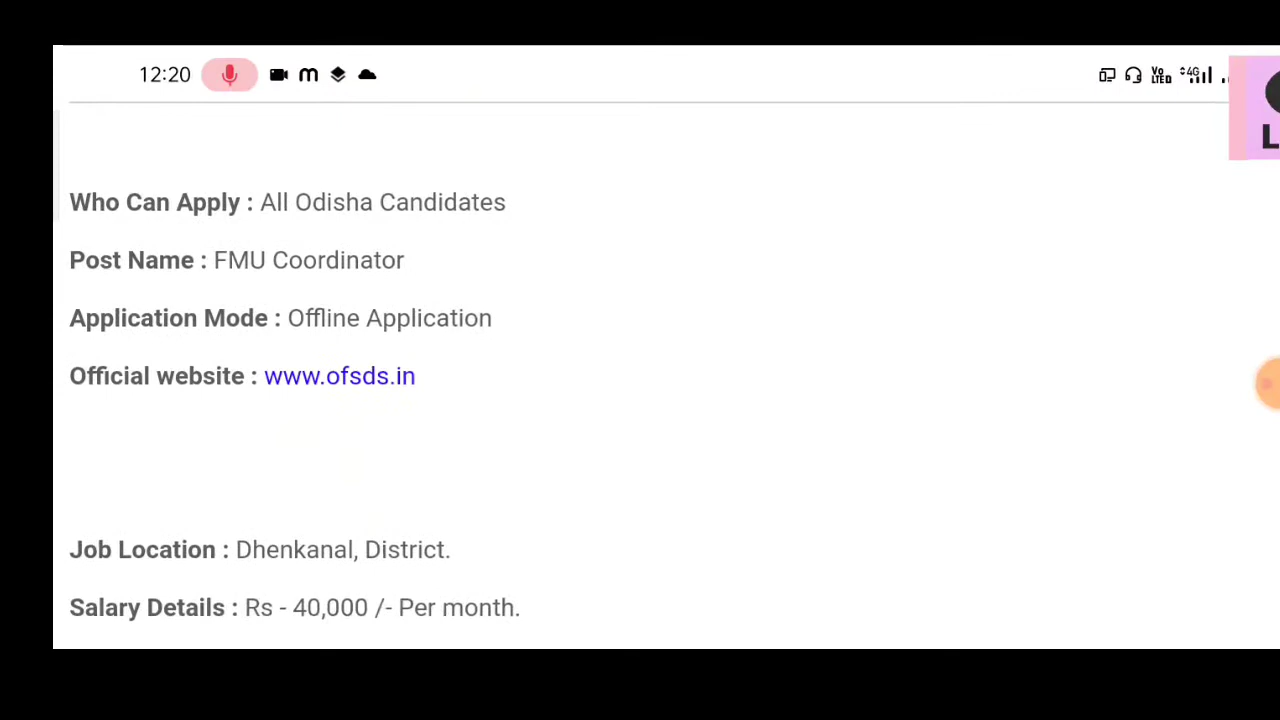 12:20
Who Can Apply : All Odisha Candidates
Post Name : FMU Coordinator
Application Mode : Offline Application
Official website : www.ofsds.in
Job Location : Dhenkanal, District.
Salary Details : Rs - 40,000 /- Per month.